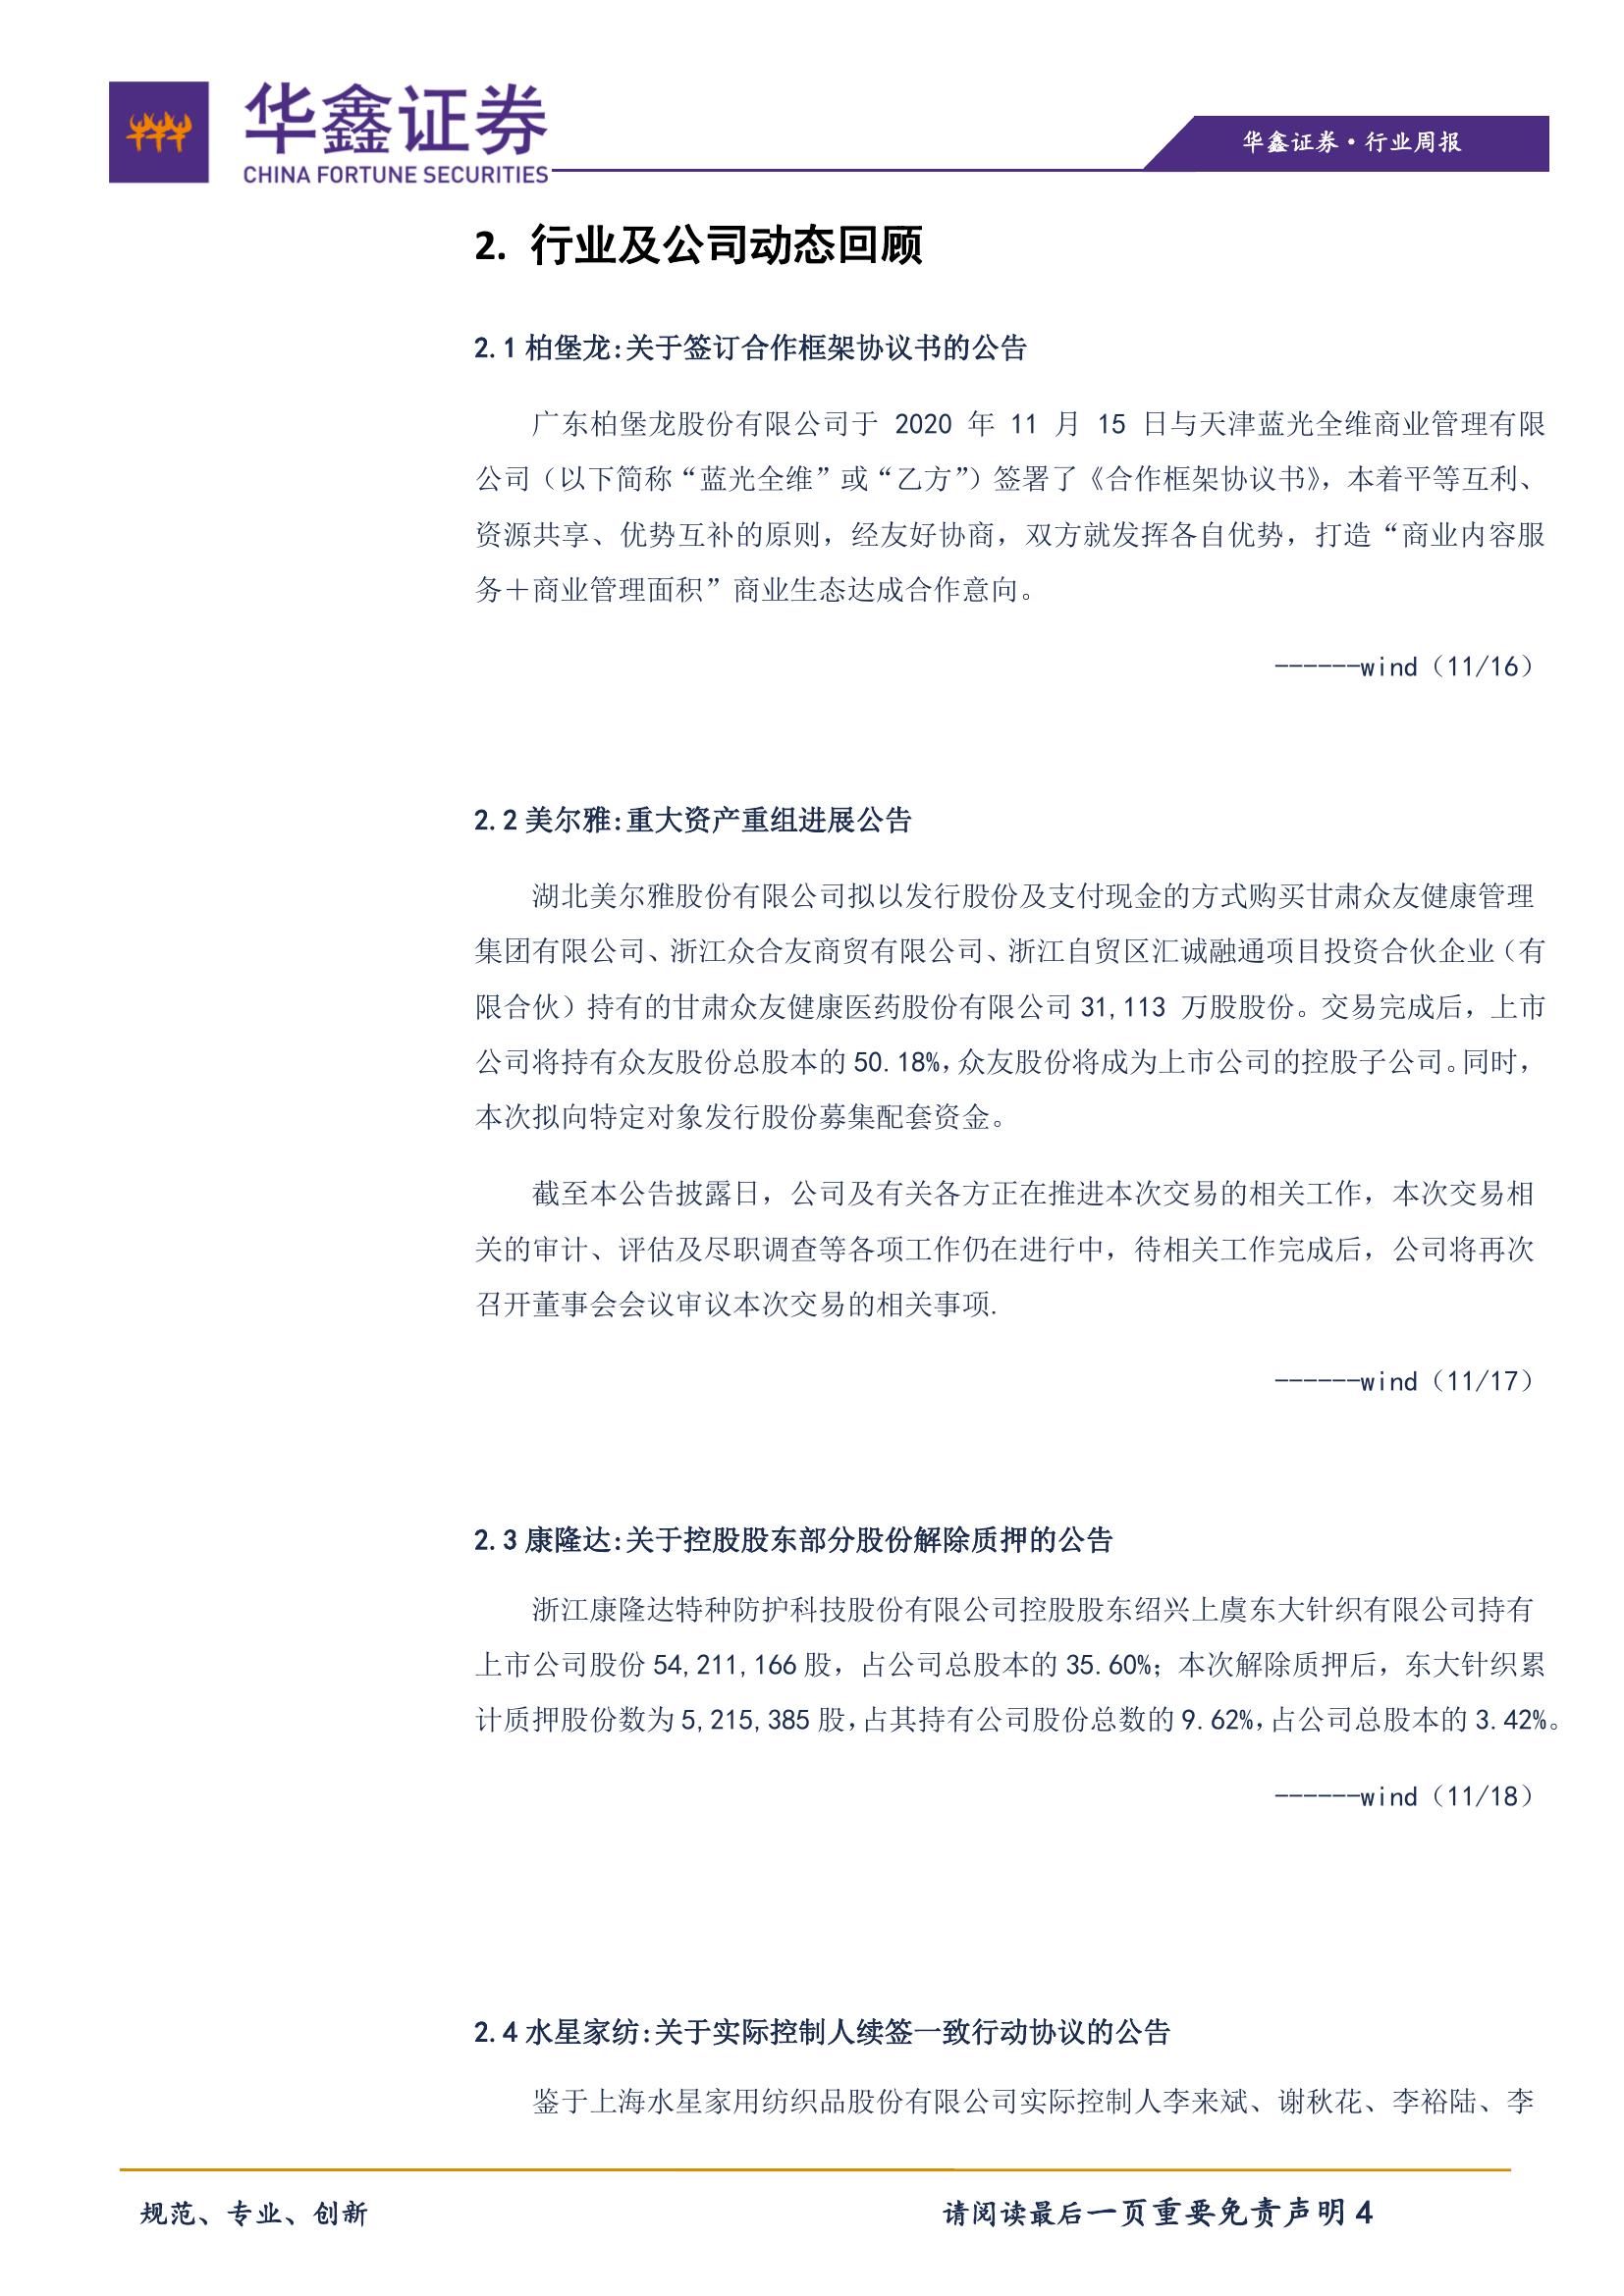 华鑫证券
CHINA FORTUNE SECURITIES
华鑫证券·行业周报
2. 行业及公司动态回顾
2.1 柏堡龙:关于签订合作框架协议书的公告
广东柏堡龙股份有限公司于 2020 年 11 月 15 日与天津蓝光全维商业管理有限
公司（以下简称“蓝光全维”或“乙方”）签署了《合作框架协议书》，本着平等互利、
资源共享、优势互补的原则，经友好协商，双方就发挥各自优势，打造“商业内容服
务＋商业管理面积”商业生态达成合作意向。
------wind（11/16）
2.2 美尔雅:重大资产重组进展公告
湖北美尔雅股份有限公司拟以发行股份及支付现金的方式购买甘肃众友健康管理
集团有限公司、浙江众合友商贸有限公司、浙江自贸区汇诚融通项目投资合伙企业（有
限合伙）持有的甘肃众友健康医药股份有限公司 31,113 万股股份。交易完成后，上市
公司将持有众友股份总股本的 50.18%，众友股份将成为上市公司的控股子公司。同时，
本次拟向特定对象发行股份募集配套资金。
截至本公告披露日，公司及有关各方正在推进本次交易的相关工作，本次交易相
关的审计、评估及尽职调查等各项工作仍在进行中，待相关工作完成后，公司将再次
召开董事会会议审议本次交易的相关事项.
------wind（11/17）
2.3 康隆达:关于控股股东部分股份解除质押的公告
浙江康隆达特种防护科技股份有限公司控股股东绍兴上虞东大针织有限公司持有
上市公司股份 54,211,166 股，占公司总股本的 35.60%；本次解除质押后，东大针织累
计质押股份数为 5,215,385 股，占其持有公司股份总数的 9.62%，占公司总股本的 3.42%。
------wind（11/18）
2.4 水星家纺:关于实际控制人续签一致行动协议的公告
鉴于上海水星家用纺织品股份有限公司实际控制人李来斌、谢秋花、李裕陆、李
规范、专业、创新
请阅读最后一页重要免责声明 4